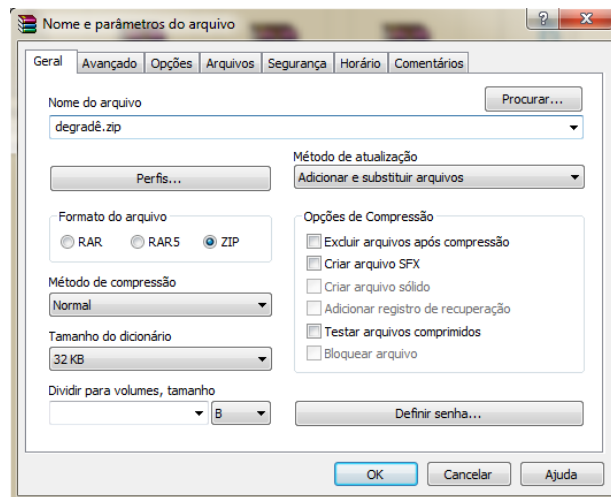 Nome e parâmetros do arquivo
? X
Geral Avançado Opções Arquivos Segurança Horário Comentários
Nome do arquivo
Procurar...
degradê.zip
Perfis...
Método de atualização
Adicionar e substituir arquivos
Formato do arquivo
RAR RAR5 ZIP
Método de compressão
Normal
Tamanho do dicionário
32 KB
Dividir para volumes, tamanho
B
Opções de Compressão
Excluir arquivos após compressão
Criar arquivo SFX
Criar arquivo sólido
Adicionar registro de recuperação
Testar arquivos comprimidos
Bloquear arquivo
Definir senha...
OK Cancelar Ajuda